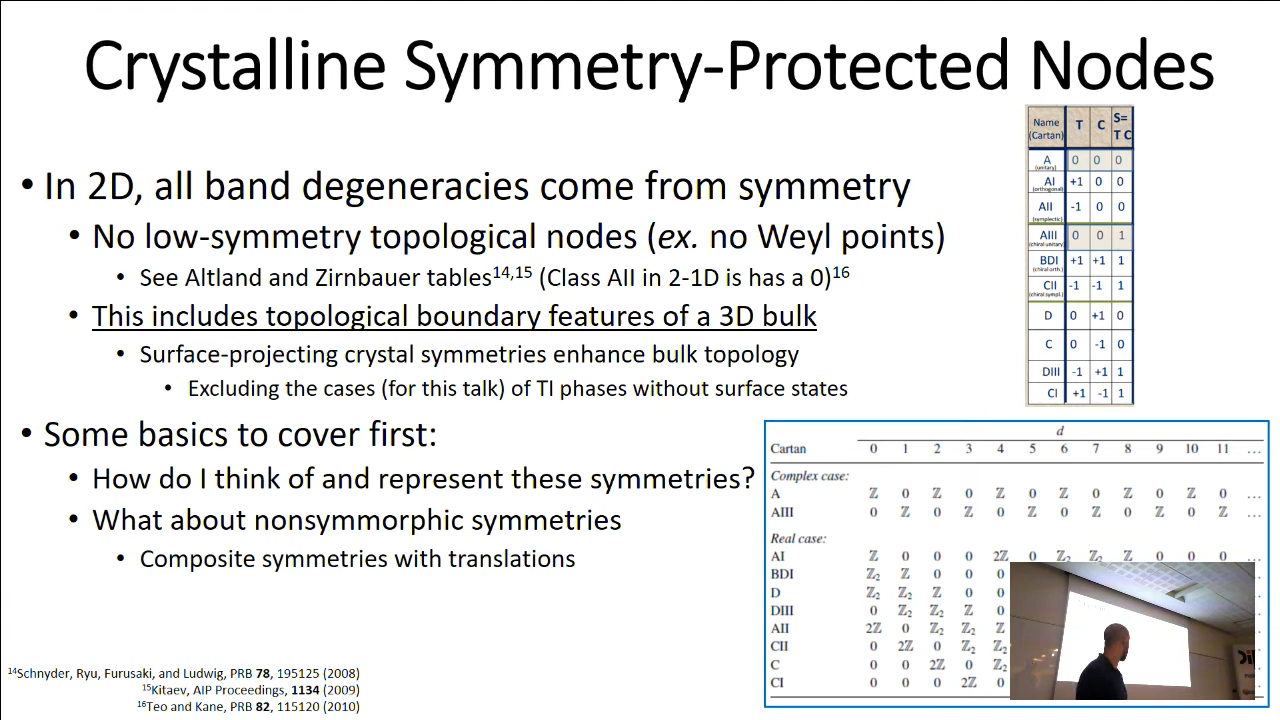 Crystalline Symmetry-Protected Nodes
• In 2D, all band degeneracies come from symmetry
• No low-symmetry topological nodes (ex. no Weyl points)
• See Altland and Zirnbauer tables14,15 (Class AII in 2-1D is has a 0)16
• This includes topological boundary features of a 3D bulk
• Surface-projecting crystal symmetries enhance bulk topology
• Excluding the cases (for this talk) of TI phases without surface states
• Some basics to cover first:
• How do I think of and represent these symmetries?
• What about nonsymmorphic symmetries
• Composite symmetries with translations
14Schnyder, Ryu, Furusaki, and Ludwig, PRB 78, 195125 (2008)
15Kitaev, AIP Proceedings, 1134 (2009)
16Teo and Kane, PRB 82, 115120 (2010)
Name (Cartan) T C S= T C
A (unitary) 0 0 0
AI (orthogonal) +1 0 0
AII (symplectic) -1 0 0
AIII (chiral unitary) 0 0 1
BDI (chiral orth.) +1 +1 1
CII (chiral sympl.) -1 -1 1
D 0 +1 0
C 0 -1 0
DIII -1 +1 1
CI +1 -1 1
d
Cartan 0 1 2 3 4 5 6 7 8 9 10 11 …
Complex case:
A ℤ 0 ℤ 0 ℤ 0 ℤ 0 ℤ 0 ℤ 0 …
AIII 0 ℤ 0 ℤ 0 ℤ 0 ℤ 0 ℤ 0 ℤ …
Real case:
AI ℤ 0 0 0 2ℤ 0 ℤ2 ℤ2 ℤ 0 0 0 …
BDI ℤ2 ℤ 0 0 0
D ℤ2 ℤ2 ℤ 0 0
DIII 0 ℤ2 ℤ2 ℤ 0
AII 2ℤ 0 ℤ2 ℤ2 ℤ
CII 0 2ℤ 0 ℤ2 ℤ2
C 0 0 2ℤ 0 ℤ2
CI 0 0 0 2ℤ 0